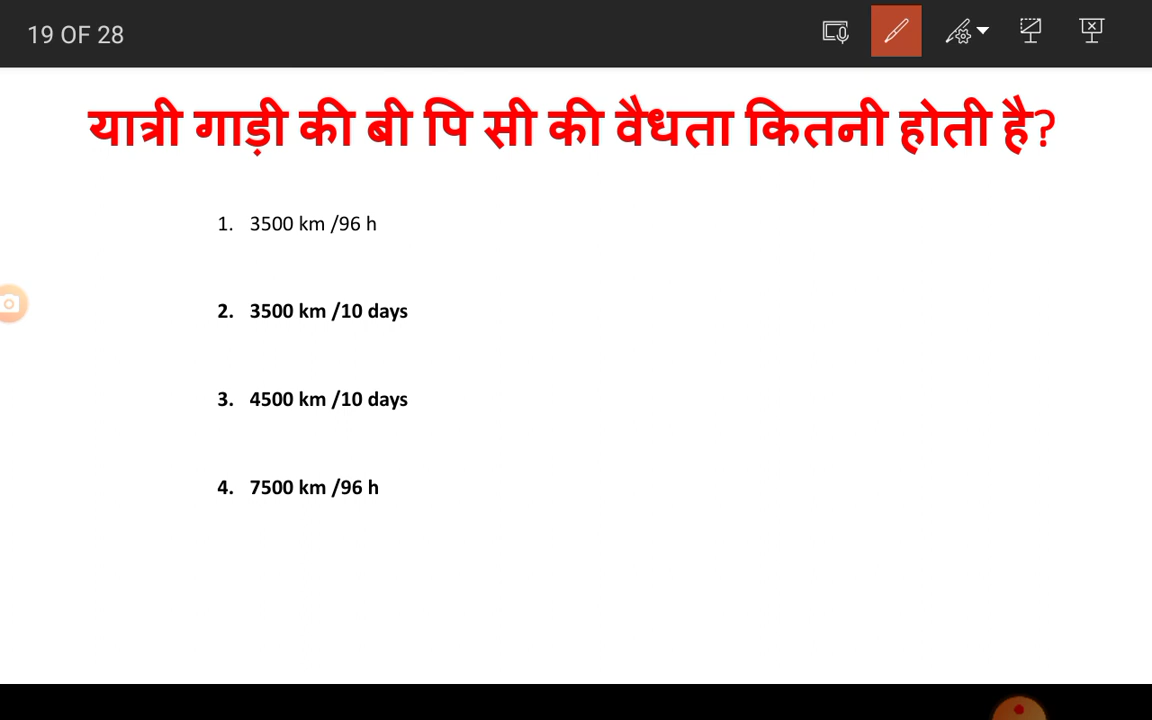 19 OF 28
यात्री गाड़ी की बी पि सी की वैधता कितनी होती है?
1. 3500 km /96 h
2. 3500 km /10 days
3. 4500 km /10 days
4. 7500 km /96 h